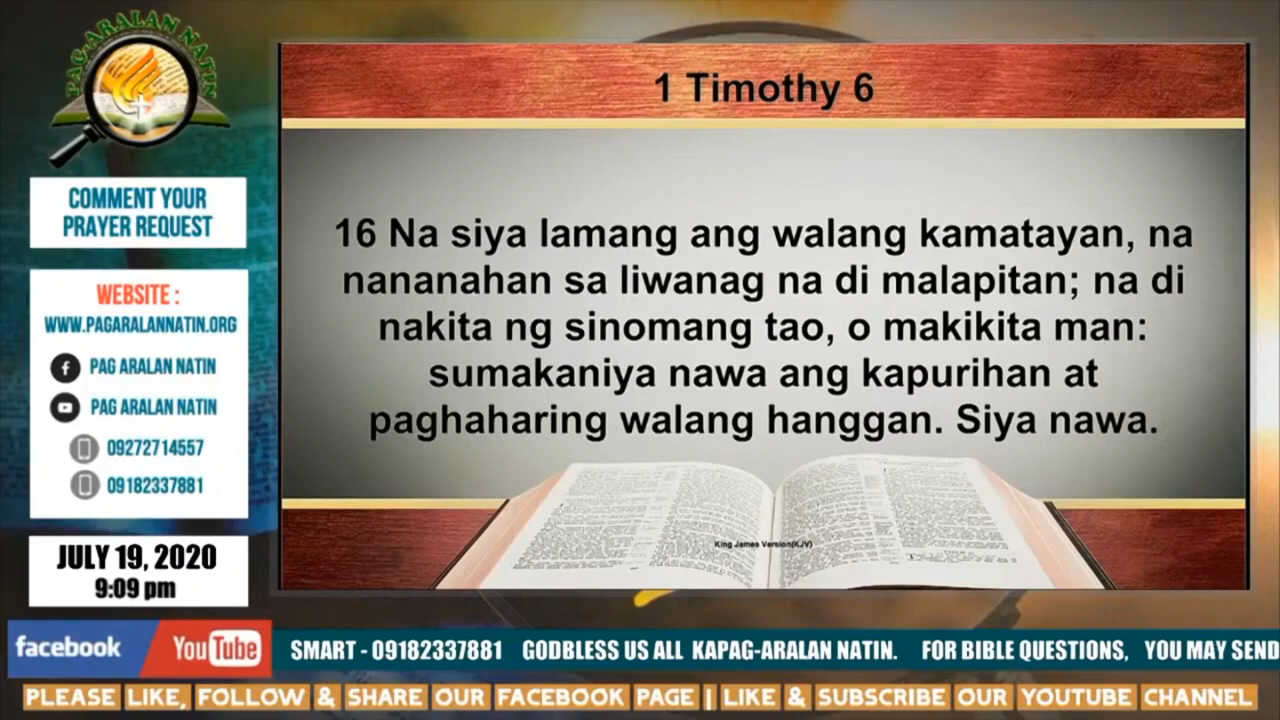 PAG-ARALAN NATIN
COMMENT YOUR
PRAYER REQUEST
WEBSITE :
WWW.PAGARALANNATIN.ORG
PAG ARALAN NATIN
PAG ARALAN NATIN
09272714557
09182337881
JULY 19, 2020
9:09 pm
1 Timothy 6
16 Na siya lamang ang walang kamatayan, na
nananahan sa liwanag na di malapitan; na di
nakita ng sinomang tao, o makikita man:
sumakaniya nawa ang kapurihan at
paghaharing walang hanggan. Siya nawa.
King James Version(KJV)
facebook
YouTube
SMART - 09182337881 GODBLESS US ALL KAPAG-ARALAN NATIN. FOR BIBLE QUESTIONS, YOU MAY SEND
PLEASE LIKE, FOLLOW & SHARE OUR FACEBOOK PAGE | LIKE & SUBSCRIBE OUR YOUTUBE CHANNEL